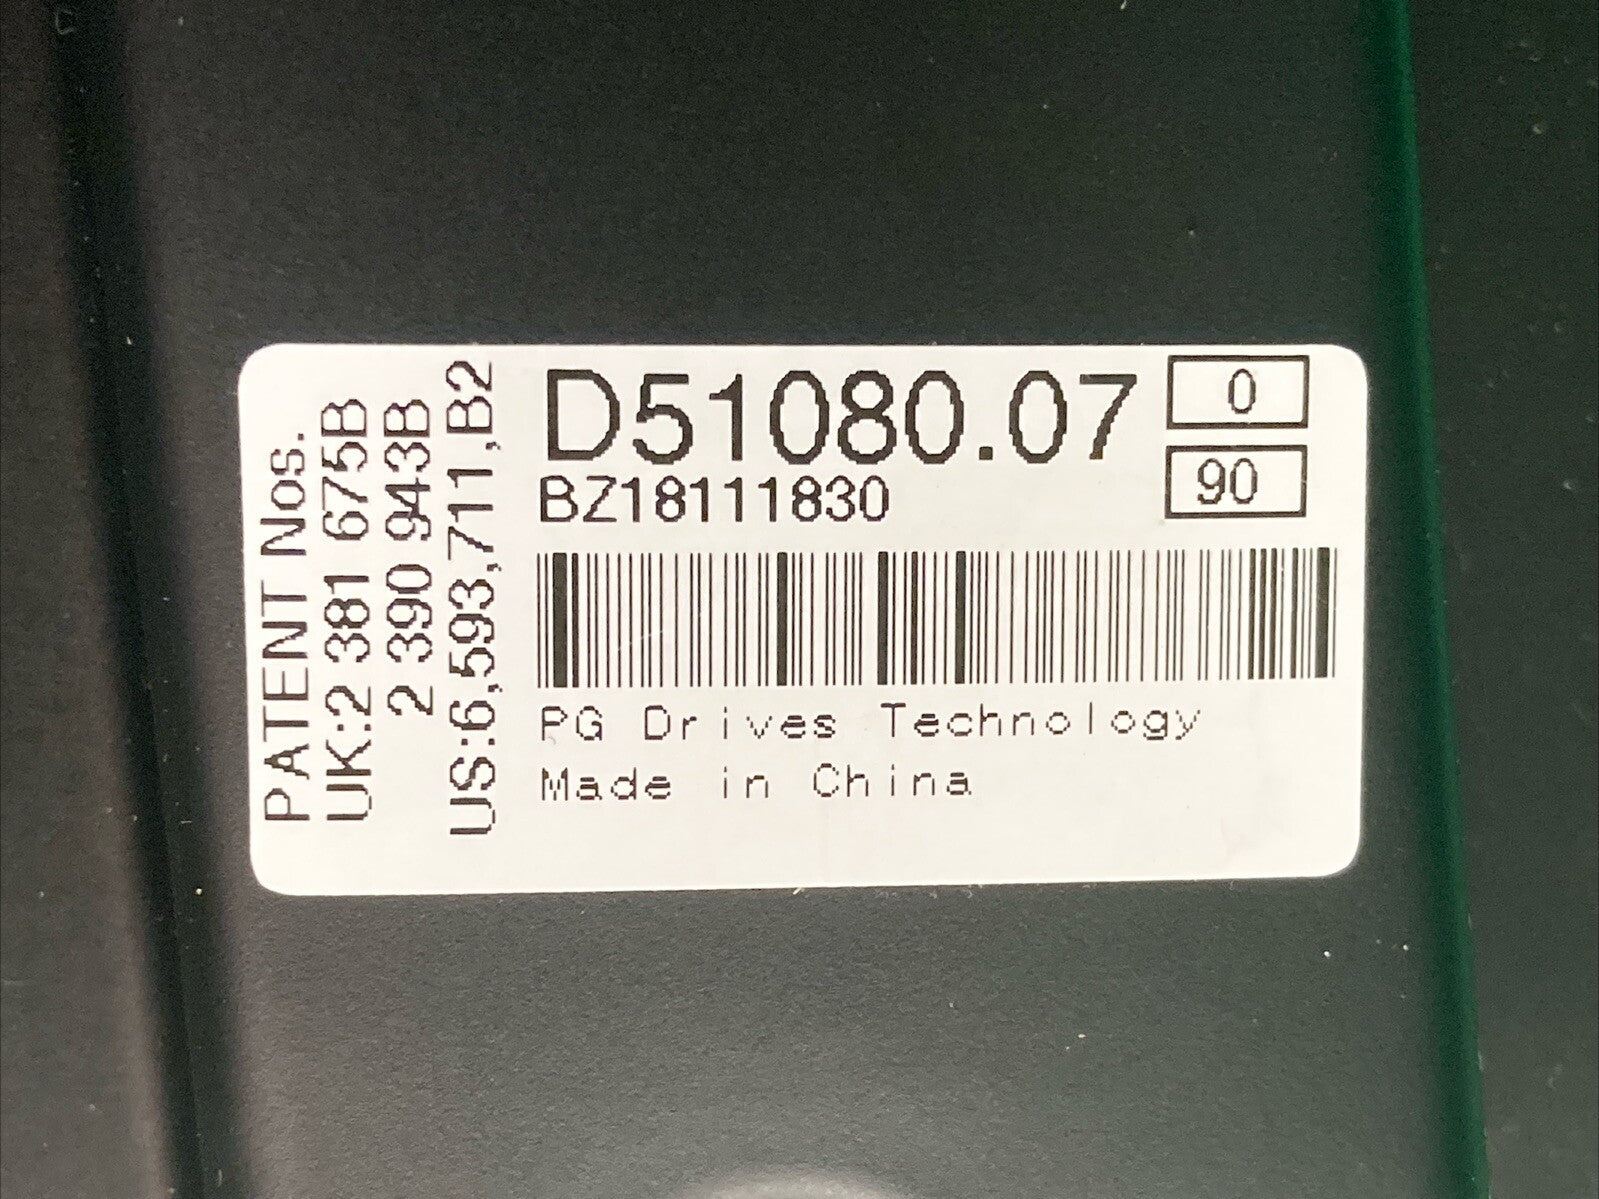 PATENT Nos.
UK:2 381 675B
2 390 943B
US:6,593,711,B2
D51080.07
0
BZ18111830
90
PG Drives Technology
Made in China